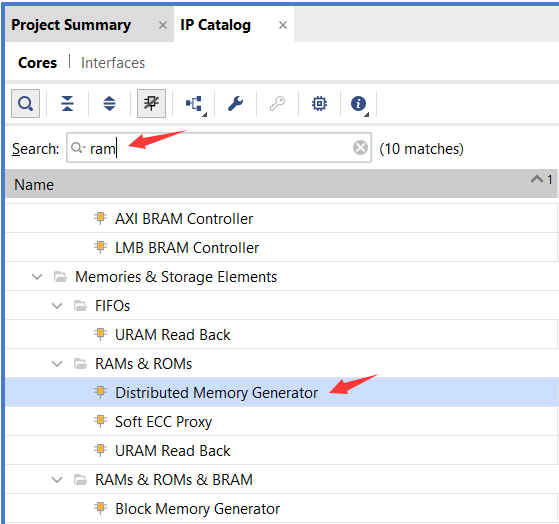 Project Summary × IP Catalog ×
Cores | Interfaces
Search: ram (10 matches)
Name 1
AXI BRAM Controller
LMB BRAM Controller
Memories & Storage Elements
FIFOs
URAM Read Back
RAMs & ROMs
Distributed Memory Generator
Soft ECC Proxy
URAM Read Back
RAMs & ROMs & BRAM
Block Memory Generator